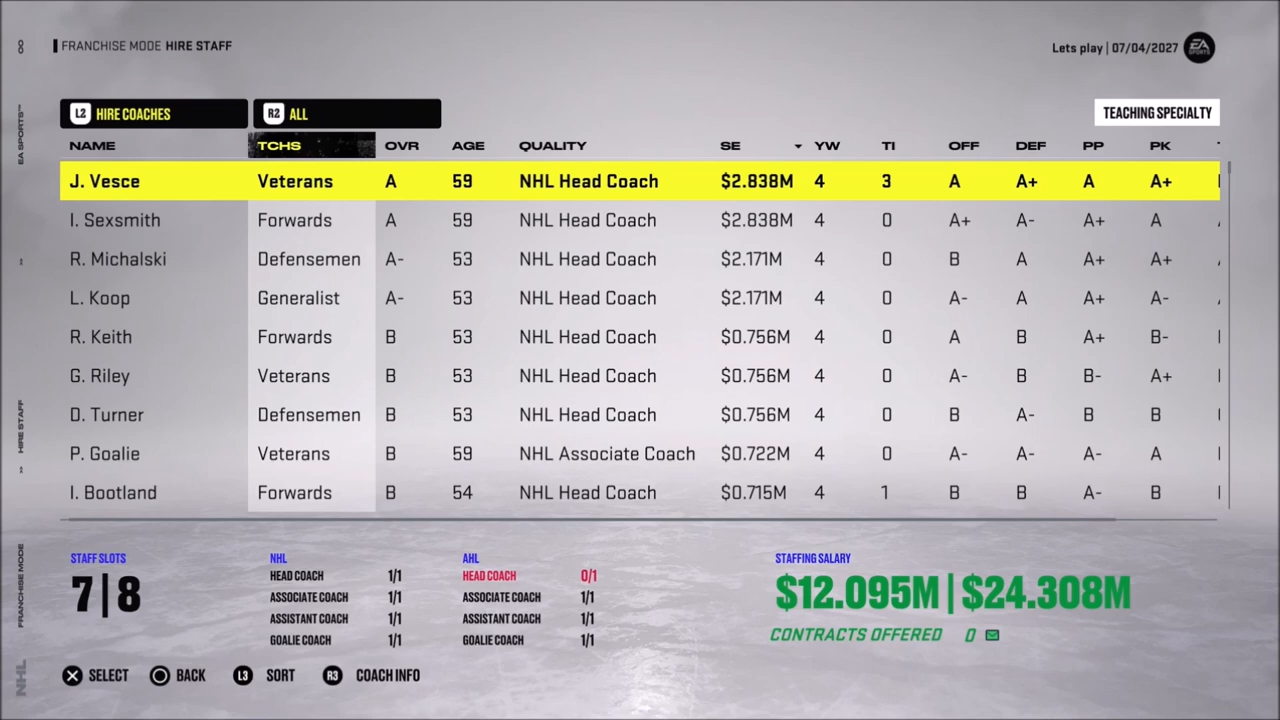 FRANCHISE MODE HIRE STAFF
Lets play | 07/04/2027
EA SPORTS
L2 HIRE COACHES R2 ALL
TEACHING SPECIALTY
NAME TCHS OVR AGE QUALITY SE YW TI OFF DEF PP PK
J. Vesce Veterans A 59 NHL Head Coach $2.838M 4 3 A A+ A A+
I. Sexsmith Forwards A 59 NHL Head Coach $2.838M 4 0 A+ A- A+ A
R. Michalski Defensemen A- 53 NHL Head Coach $2.171M 4 0 B A A+ A+
L. Koop Generalist A- 53 NHL Head Coach $2.171M 4 0 A- A A+ A-
R. Keith Forwards B 53 NHL Head Coach $0.756M 4 0 A B A+ B-
G. Riley Veterans B 53 NHL Head Coach $0.756M 4 0 A- B B- A+
D. Turner Defensemen B 53 NHL Head Coach $0.756M 4 0 B A- B B
P. Goalie Veterans B 59 NHL Associate Coach $0.722M 4 0 A- A- A- A
I. Bootland Forwards B 54 NHL Head Coach $0.715M 4 1 B B A- B
STAFF SLOTS
7|8
NHL
HEAD COACH 1/1
ASSOCIATE COACH 1/1
ASSISTANT COACH 1/1
GOALIE COACH 1/1
AHL
HEAD COACH 0/1
ASSOCIATE COACH 1/1
ASSISTANT COACH 1/1
GOALIE COACH 1/1
STAFFING SALARY
$12.095M | $24.308M
CONTRACTS OFFERED 0
SELECT BACK L3 SORT R3 COACH INFO
EA SPORTS™
HIRE STAFF
FRANCHISE MODE
NHL